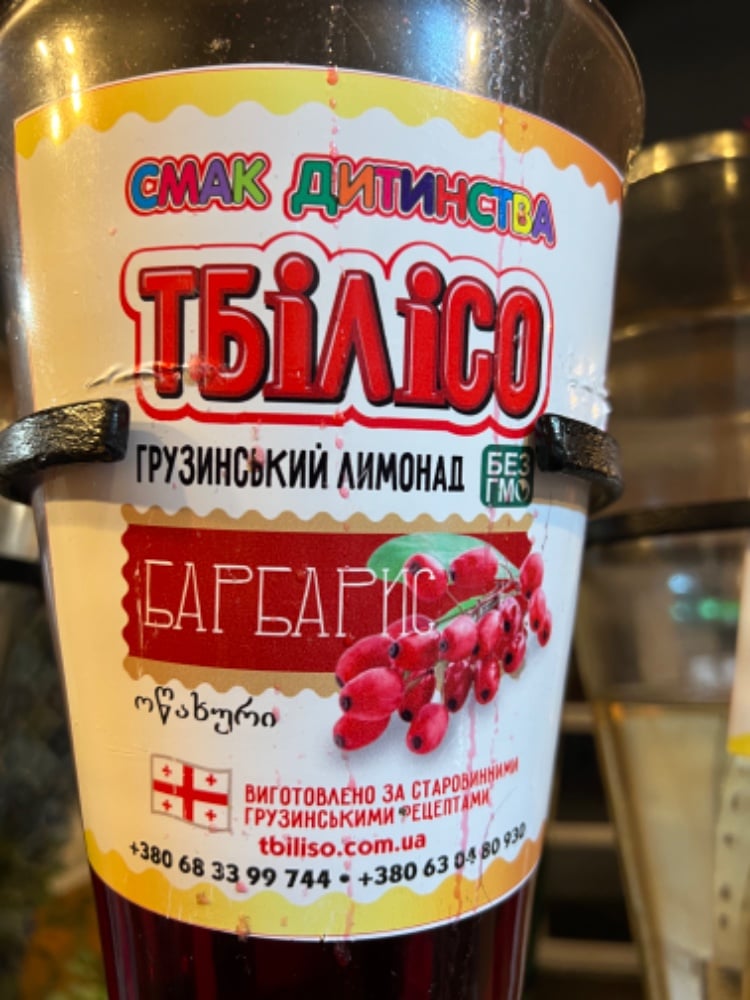 СМАК ДИТИНСТВА
ТБІЛІСО
ГРУЗИНСЬКИЙ ЛИМОНАД
БЕЗ
ГМО
БАРБАРИС
ოჯახური
ВИГОТОВЛЕНО ЗА СТАРОВИННИМИ
ГРУЗИНСЬКИМИ РЕЦЕПТАМИ
tbiliso.com.ua
+380 68 33 99 744 • +380 63 04 80 930